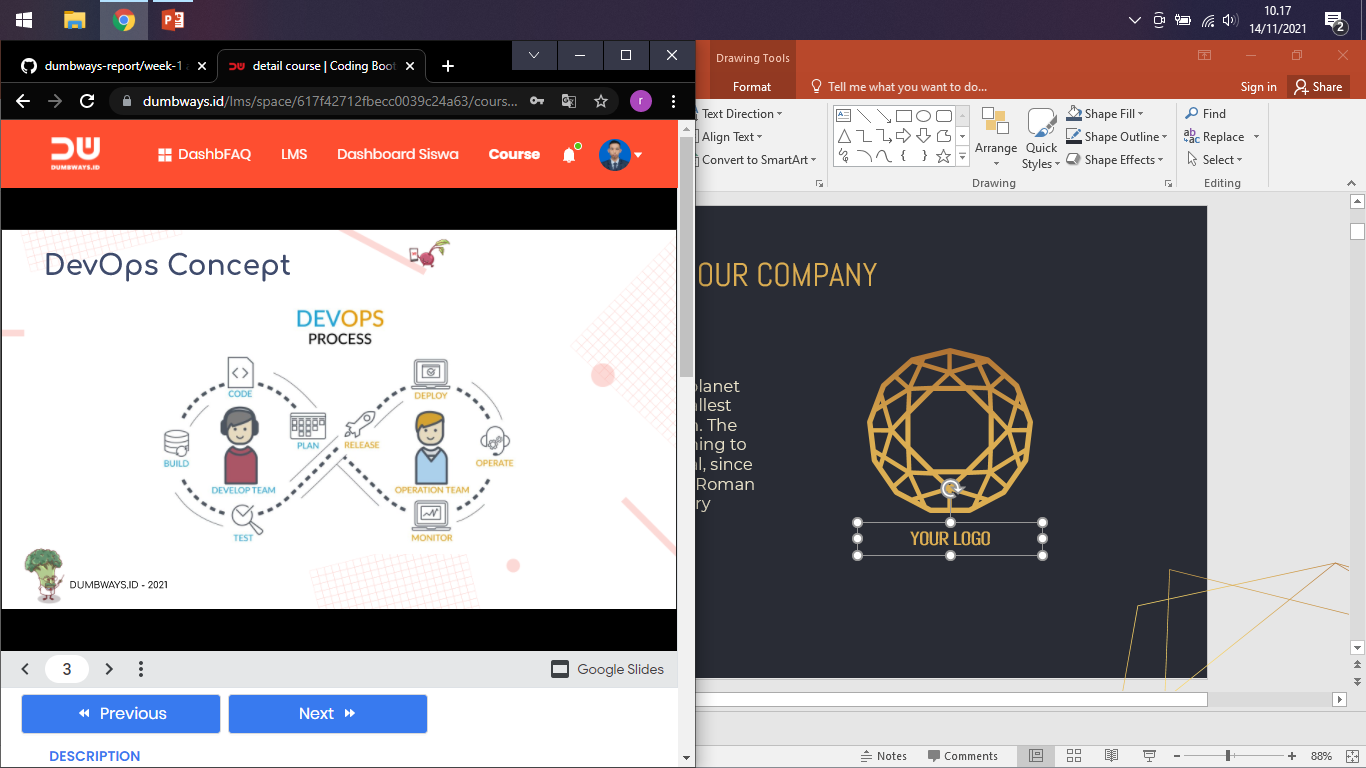 10.17
14/11/2021
2
dumbways-report/week-1 a
detail course | Coding Boot
dumbways.id/lms/space/617f42712fbecc0039c24a63/cours...
r
DUMBWAYS.ID
DashbFAQ
LMS
Dashboard Siswa
Course
DevOps Concept
DEVOPS
PROCESS
CODE
DEPLOY
PLAN
RELEASE
BUILD
OPERATE
DEVELOP TEAM
OPERATION TEAM
TEST
MONITOR
DUMBWAYS.ID - 2021
3
Google Slides
Previous
Next
DESCRIPTION
Drawing Tools
Format
Tell me what you want to do...
Sign in
Share
Text Direction
Align Text
Convert to SmartArt
Arrange
Quick
Styles
Shape Fill
Shape Outline
Shape Effects
Drawing
Find
Replace
Select
Editing
OUR COMPANY
planet
llest
. The
ing to
l, since
Roman
ry
YOUR LOGO
Notes
Comments
88%